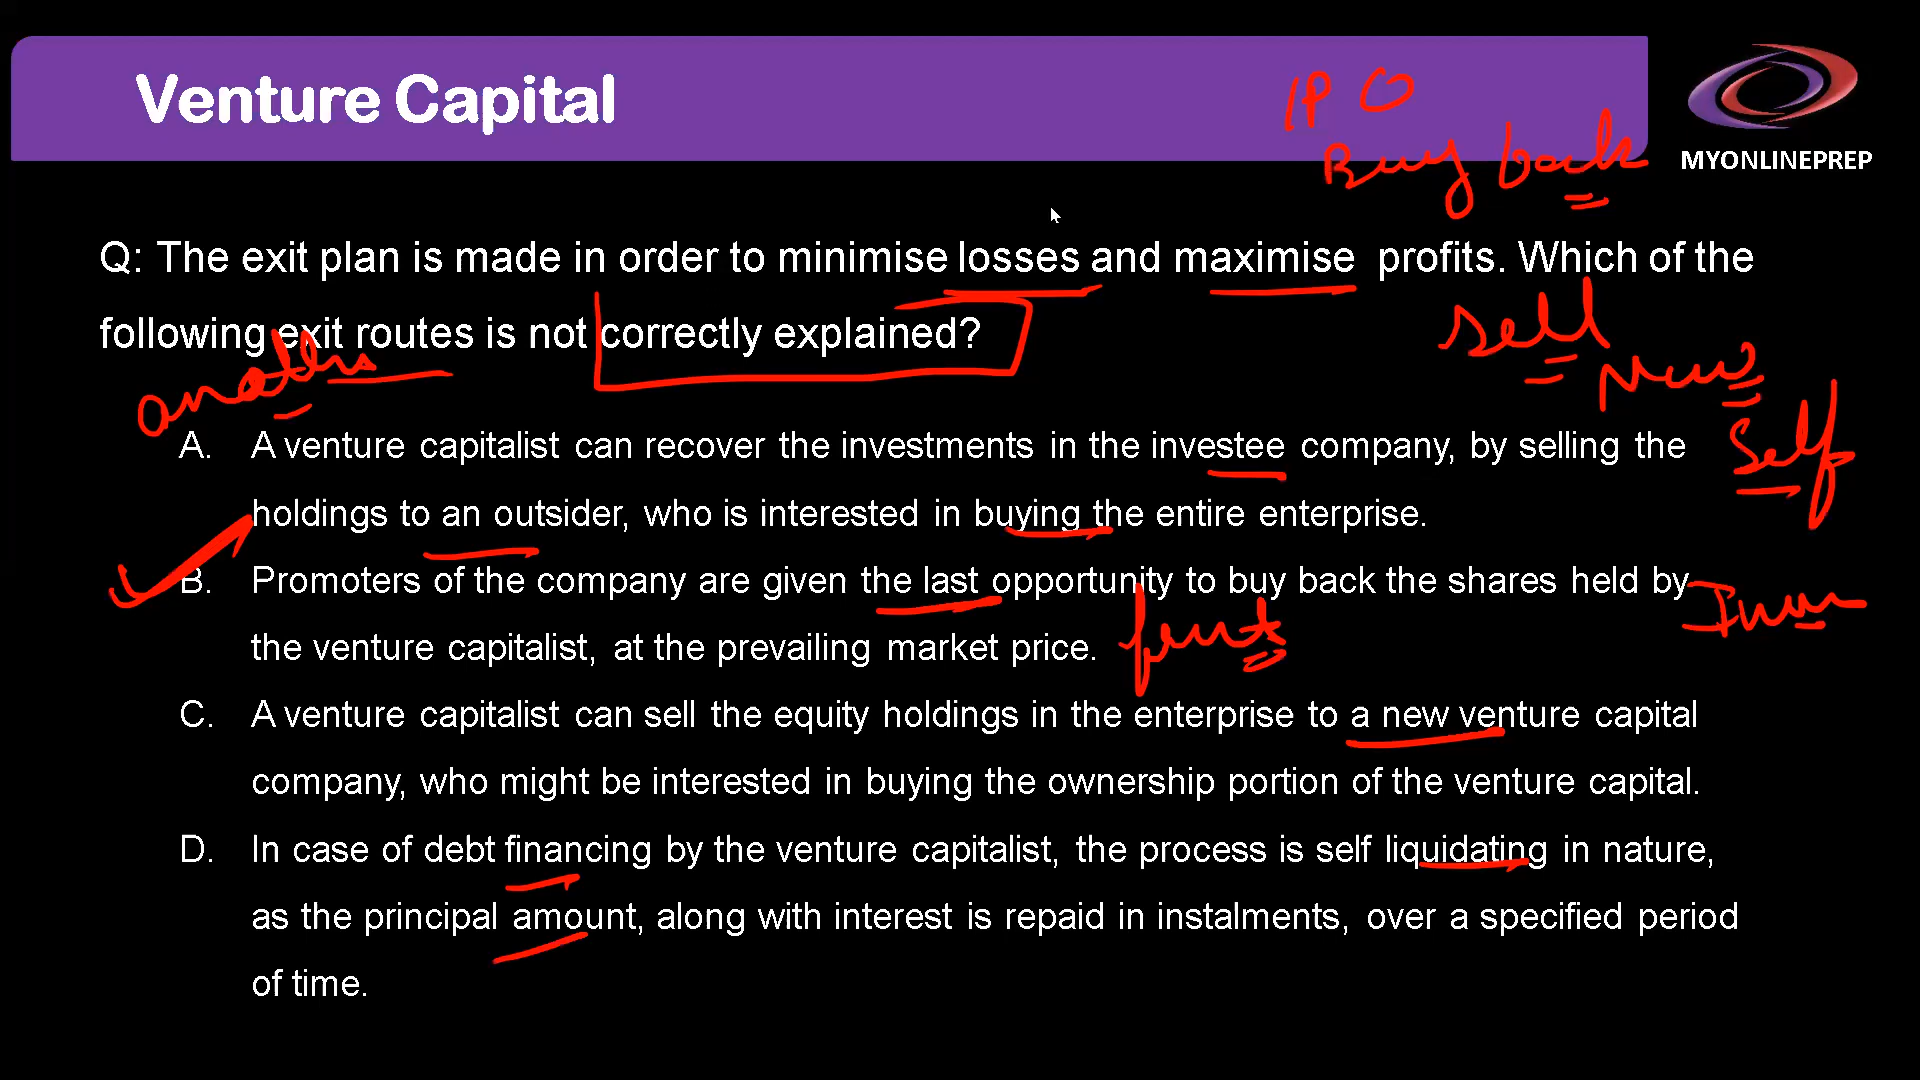 Venture Capital
IPO
Buy back
MYONLINEPREP
Q: The exit plan is made in order to minimise losses and maximise profits. Which of the
following exit routes is not correctly explained?
sell
New
another
Self
A. A venture capitalist can recover the investments in the investee company, by selling the
holdings to an outsider, who is interested in buying the entire enterprise.
B. Promoters of the company are given the last opportunity to buy back the shares held by
the venture capitalist, at the prevailing market price.
first
C. A venture capitalist can sell the equity holdings in the enterprise to a new venture capital
company, who might be interested in buying the ownership portion of the venture capital.
D. In case of debt financing by the venture capitalist, the process is self liquidating in nature,
as the principal amount, along with interest is repaid in instalments, over a specified period
of time.